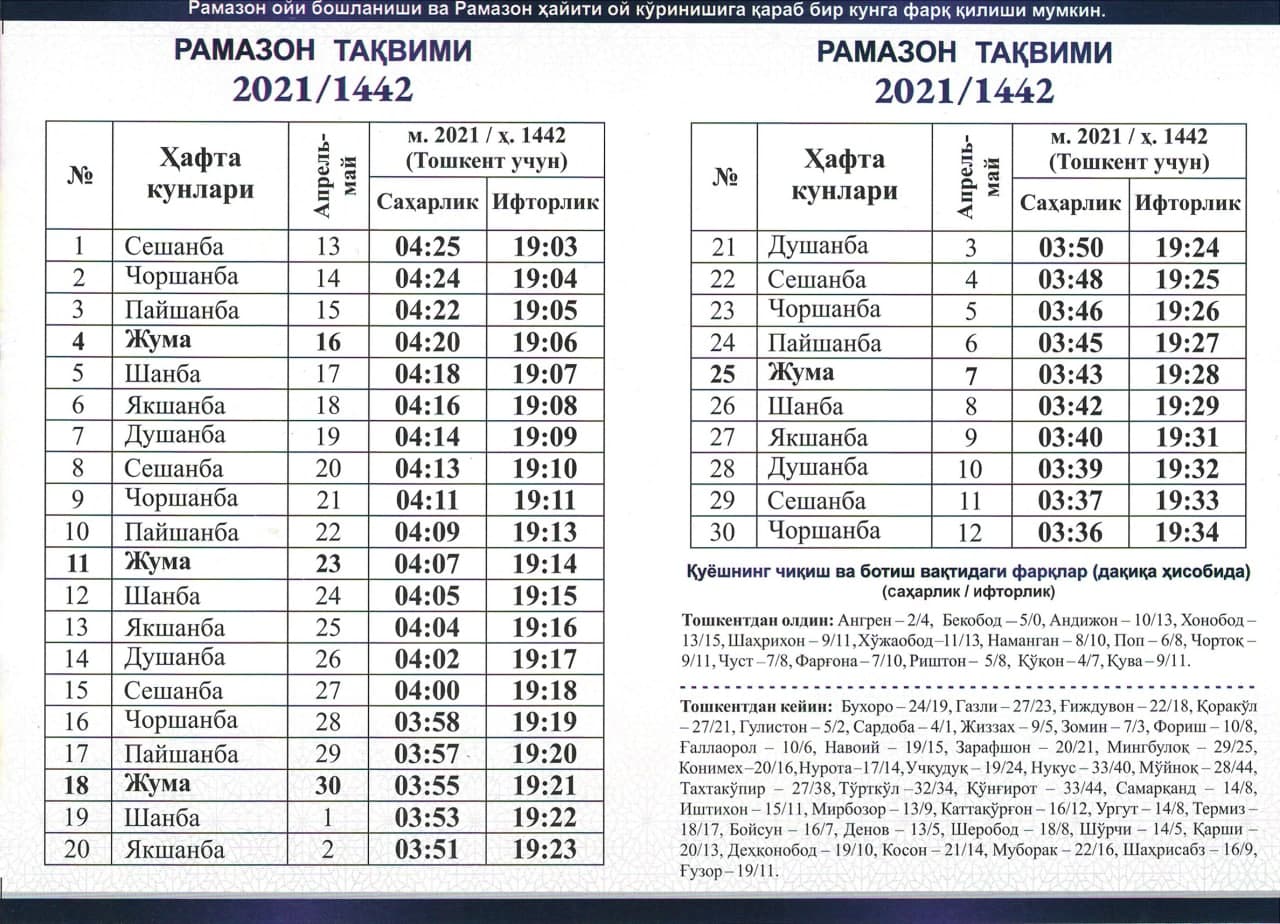 Рамазон ойи бошланиши ва Рамазон ҳайити ой кўринишига қараб бир кунга фарқ қилиши мумкин.
РАМАЗОН ТАҚВИМИ
2021/1442
№ Ҳафта кунлари Апрель-май м. 2021 / ҳ. 1442 (Тошкент учун)
Саҳарлик Ифторлик
1 Сешанба 13 04:25 19:03
2 Чоршанба 14 04:24 19:04
3 Пайшанба 15 04:22 19:05
4 Жума 16 04:20 19:06
5 Шанба 17 04:18 19:07
6 Якшанба 18 04:16 19:08
7 Душанба 19 04:14 19:09
8 Сешанба 20 04:13 19:10
9 Чоршанба 21 04:11 19:11
10 Пайшанба 22 04:09 19:13
11 Жума 23 04:07 19:14
12 Шанба 24 04:05 19:15
13 Якшанба 25 04:04 19:16
14 Душанба 26 04:02 19:17
15 Сешанба 27 04:00 19:18
16 Чоршанба 28 03:58 19:19
17 Пайшанба 29 03:57 19:20
18 Жума 30 03:55 19:21
19 Шанба 1 03:53 19:22
20 Якшанба 2 03:51 19:23
РАМАЗОН ТАҚВИМИ
2021/1442
№ Ҳафта кунлари Апрель-май м. 2021 / ҳ. 1442 (Тошкент учун)
Саҳарлик Ифторлик
21 Душанба 3 03:50 19:24
22 Сешанба 4 03:48 19:25
23 Чоршанба 5 03:46 19:26
24 Пайшанба 6 03:45 19:27
25 Жума 7 03:43 19:28
26 Шанба 8 03:42 19:29
27 Якшанба 9 03:40 19:31
28 Душанба 10 03:39 19:32
29 Сешанба 11 03:37 19:33
30 Чоршанба 12 03:36 19:34
Қуёшнинг чиқиш ва ботиш вақтидаги фарқлар (дақиқа ҳисобида)
(саҳарлик / ифторлик)
Тошкентдан олдин: Ангрен – 2/4, Бекобод – 5/0, Андижон – 10/13, Хонобод –
13/15, Шаҳрихон – 9/11, Хўжаобод–11/13, Наманган – 8/10, Поп – 6/8, Чортоқ –
9/11, Чуст –7/8, Фарғона – 7/10, Риштон – 5/8, Қўқон – 4/7, Қува – 9/11.
Тошкентдан кейин: Бухоро – 24/19, Газли – 27/23, Ғиждувон – 22/18, Қоракўл
– 27/21, Гулистон – 5/2, Сардоба – 4/1, Жиззах – 9/5, Зомин – 7/3, Фориш – 10/8,
Ғаллаорол – 10/6, Навоий – 19/15, Зарафшон – 20/21, Мингбулоқ – 29/25,
Конимех–20/16, Нурота–17/14, Учқудуқ – 19/24, Нукус – 33/40, Мўйноқ – 28/44,
Тахтакўпир – 27/38, Тўрткўл –32/34, Қўнғирот – 33/44, Самарқанд – 14/8,
Иштихон – 15/11, Мирбозор – 13/9, Каттақўрғон – 16/12, Ургут – 14/8, Термиз –
18/17, Бойсун – 16/7, Денов – 13/5, Шеробод – 18/8, Шўрчи – 14/5, Қарши –
20/13, Деҳқонобод – 19/10, Косон – 21/14, Муборак – 22/16, Шаҳрисабз – 16/9,
Ғузор – 19/11.